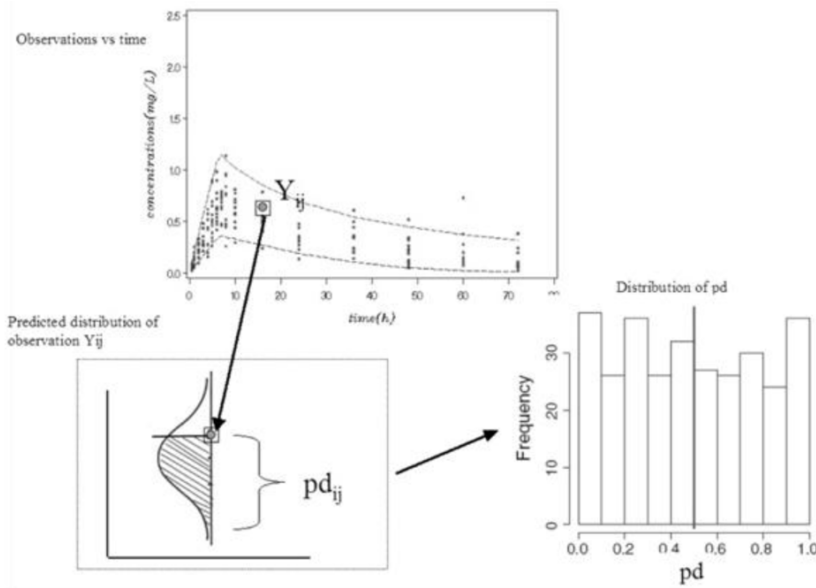 Observations vs time
2.5
2.0
1.5
1.0
0.5
0.0
concentrations(mg/L)
Yij
0 10 20 30 40 50 60 70
time(h)
Predicted distribution of
observation Yij
pdij
Distribution of pd
30
20
10
0
Frequency
0.0 0.2 0.4 0.6 0.8 1.0
pd